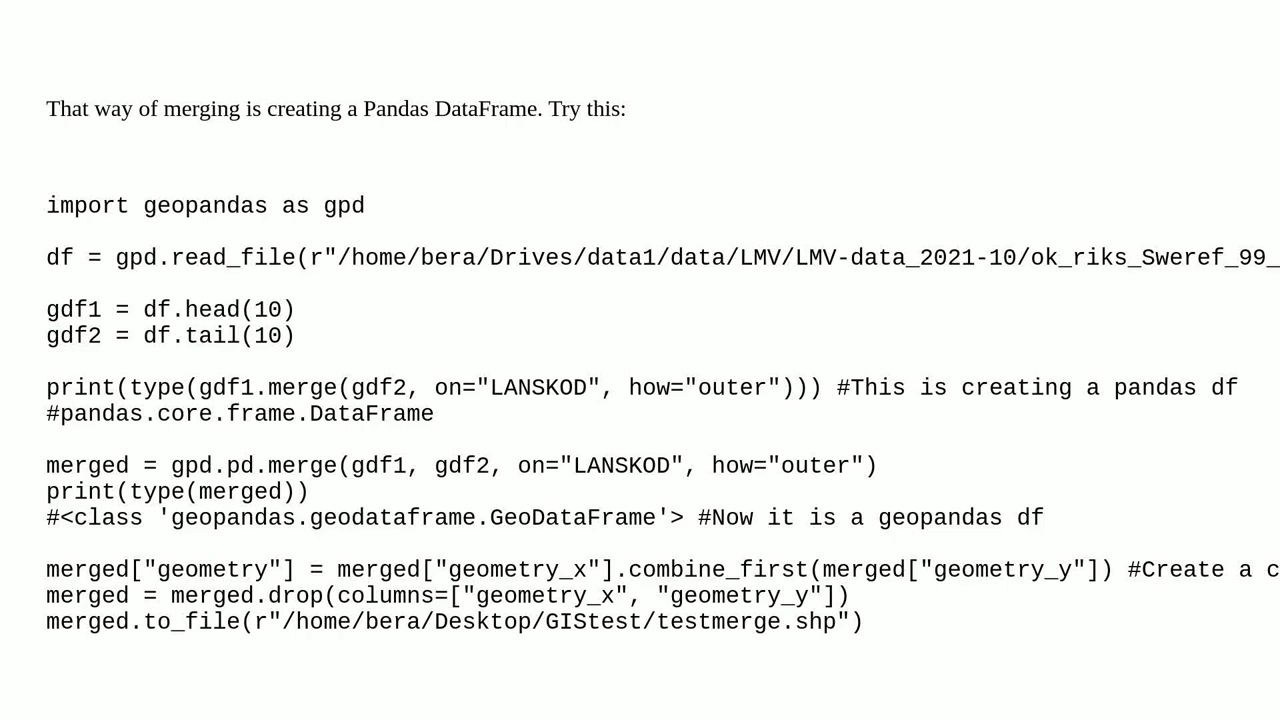 That way of merging is creating a Pandas DataFrame. Try this:
import geopandas as gpd
df = gpd.read_file(r"/home/bera/Drives/data1/data/LMV/LMV-data_2021-10/ok_riks_Sweref_99_
gdf1 = df.head(10)
gdf2 = df.tail(10)
print(type(gdf1.merge(gdf2, on="LANSKOD", how="outer"))) #This is creating a pandas df
#pandas.core.frame.DataFrame
merged = gpd.pd.merge(gdf1, gdf2, on="LANSKOD", how="outer")
print(type(merged))
#<class 'geopandas.geodataframe.GeoDataFrame'> #Now it is a geopandas df
merged["geometry"] = merged["geometry_x"].combine_first(merged["geometry_y"]) #Create a c
merged = merged.drop(columns=["geometry_x", "geometry_y"])
merged.to_file(r"/home/bera/Desktop/GIStest/testmerge.shp")